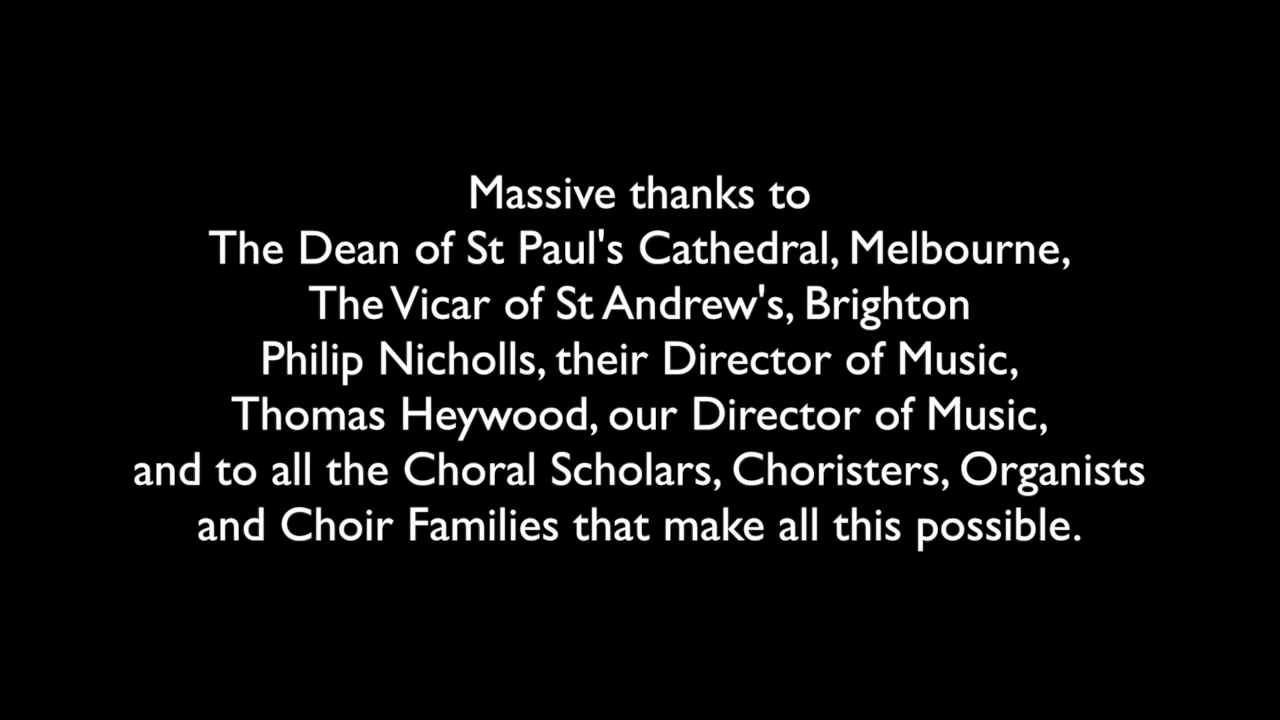 Massive thanks to
The Dean of St Paul's Cathedral, Melbourne,
The Vicar of St Andrew's, Brighton
Philip Nicholls, their Director of Music,
Thomas Heywood, our Director of Music,
and to all the Choral Scholars, Choristers, Organists
and Choir Families that make all this possible.